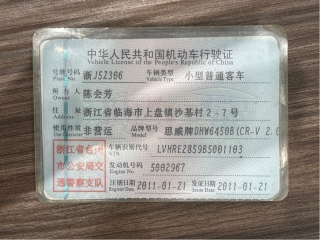 中华人民共和国机动车行驶证
Vehicle License of the People's Republic of China
号牌号码 浙J5Z306 车辆类型 小型普通客车
Plate No. Vehicle Type
所有人 陈会芳
Owner
住址 浙江省临海市上盘镇沙基村2-7号
Address
使用性质 非营运 品牌型号 思威牌DHW6450B(CR-V 2.0
Use Character Model
浙江省台州 车辆识别代号 LVHRE2859B5001103
VIN
市公安局交 发动机号码 5002967
Engine No.
通警察支队 注册日期 2011-01-21 发证日期 2011-01-21
Register Date Issue Date